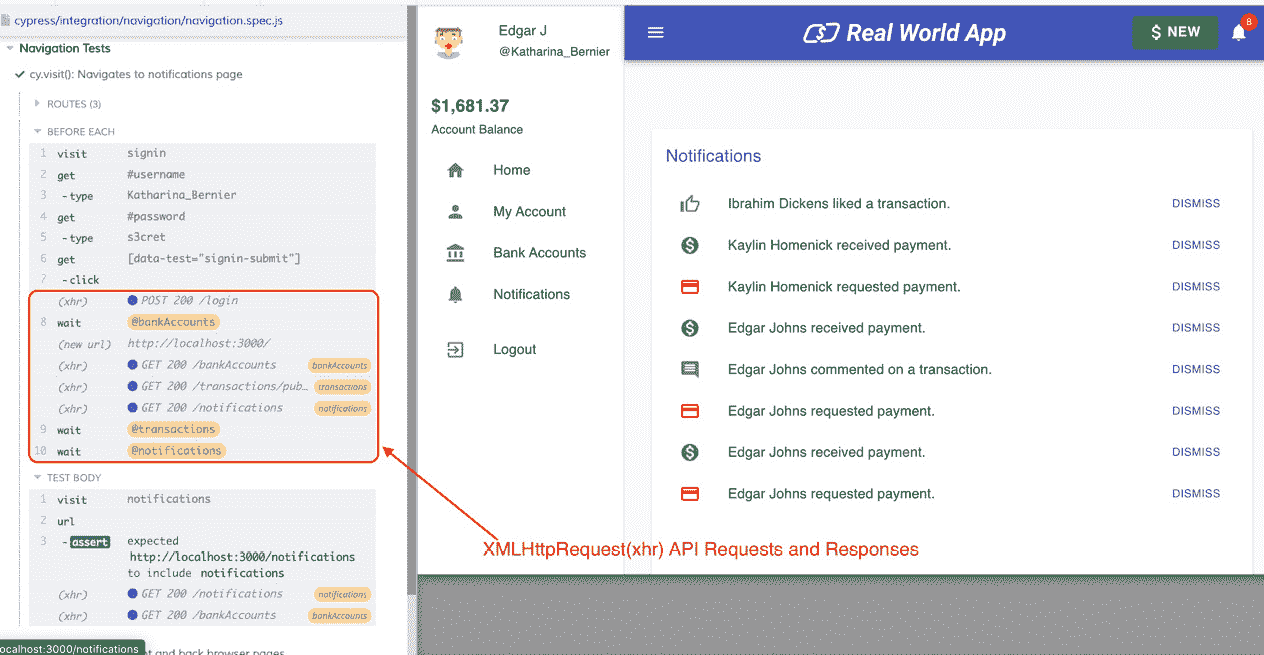 cypress/integration/navigation/navigation.spec.js
Navigation Tests
cy.visit(): Navigates to notifications page
ROUTES (3)
BEFORE EACH
1 visit signin
2 get #username
3 -type Katharina_Bernier
4 get #password
5 -type s3cret
6 get [data-test="signin-submit"]
7 -click
(xhr) POST 200 /login
8 wait @bankAccounts
(new url) http://localhost:3000/
(xhr) GET 200 /bankAccounts bankAccounts
(xhr) GET 200 /transactions/pub... transactions
(xhr) GET 200 /notifications notifications
9 wait @transactions
10 wait @notifications
TEST BODY
1 visit notifications
2 url
3 -assert expected
http://localhost:3000/notifications
to include notifications
(xhr) GET 200 /notifications notifications
(xhr) GET 200 /bankAccounts bankAccounts
ocalhost:3000/notifications
and back browser pages
Edgar J
@Katharina_Bernier
$1,681.37
Account Balance
Home
My Account
Bank Accounts
Notifications
Logout
Real World App
$ NEW
8
Notifications
Ibrahim Dickens liked a transaction. DISMISS
Kaylin Homenick received payment. DISMISS
Kaylin Homenick requested payment. DISMISS
Edgar Johns received payment. DISMISS
Edgar Johns commented on a transaction. DISMISS
Edgar Johns requested payment. DISMISS
Edgar Johns received payment. DISMISS
Edgar Johns requested payment. DISMISS
XMLHttpRequest(xhr) API Requests and Responses